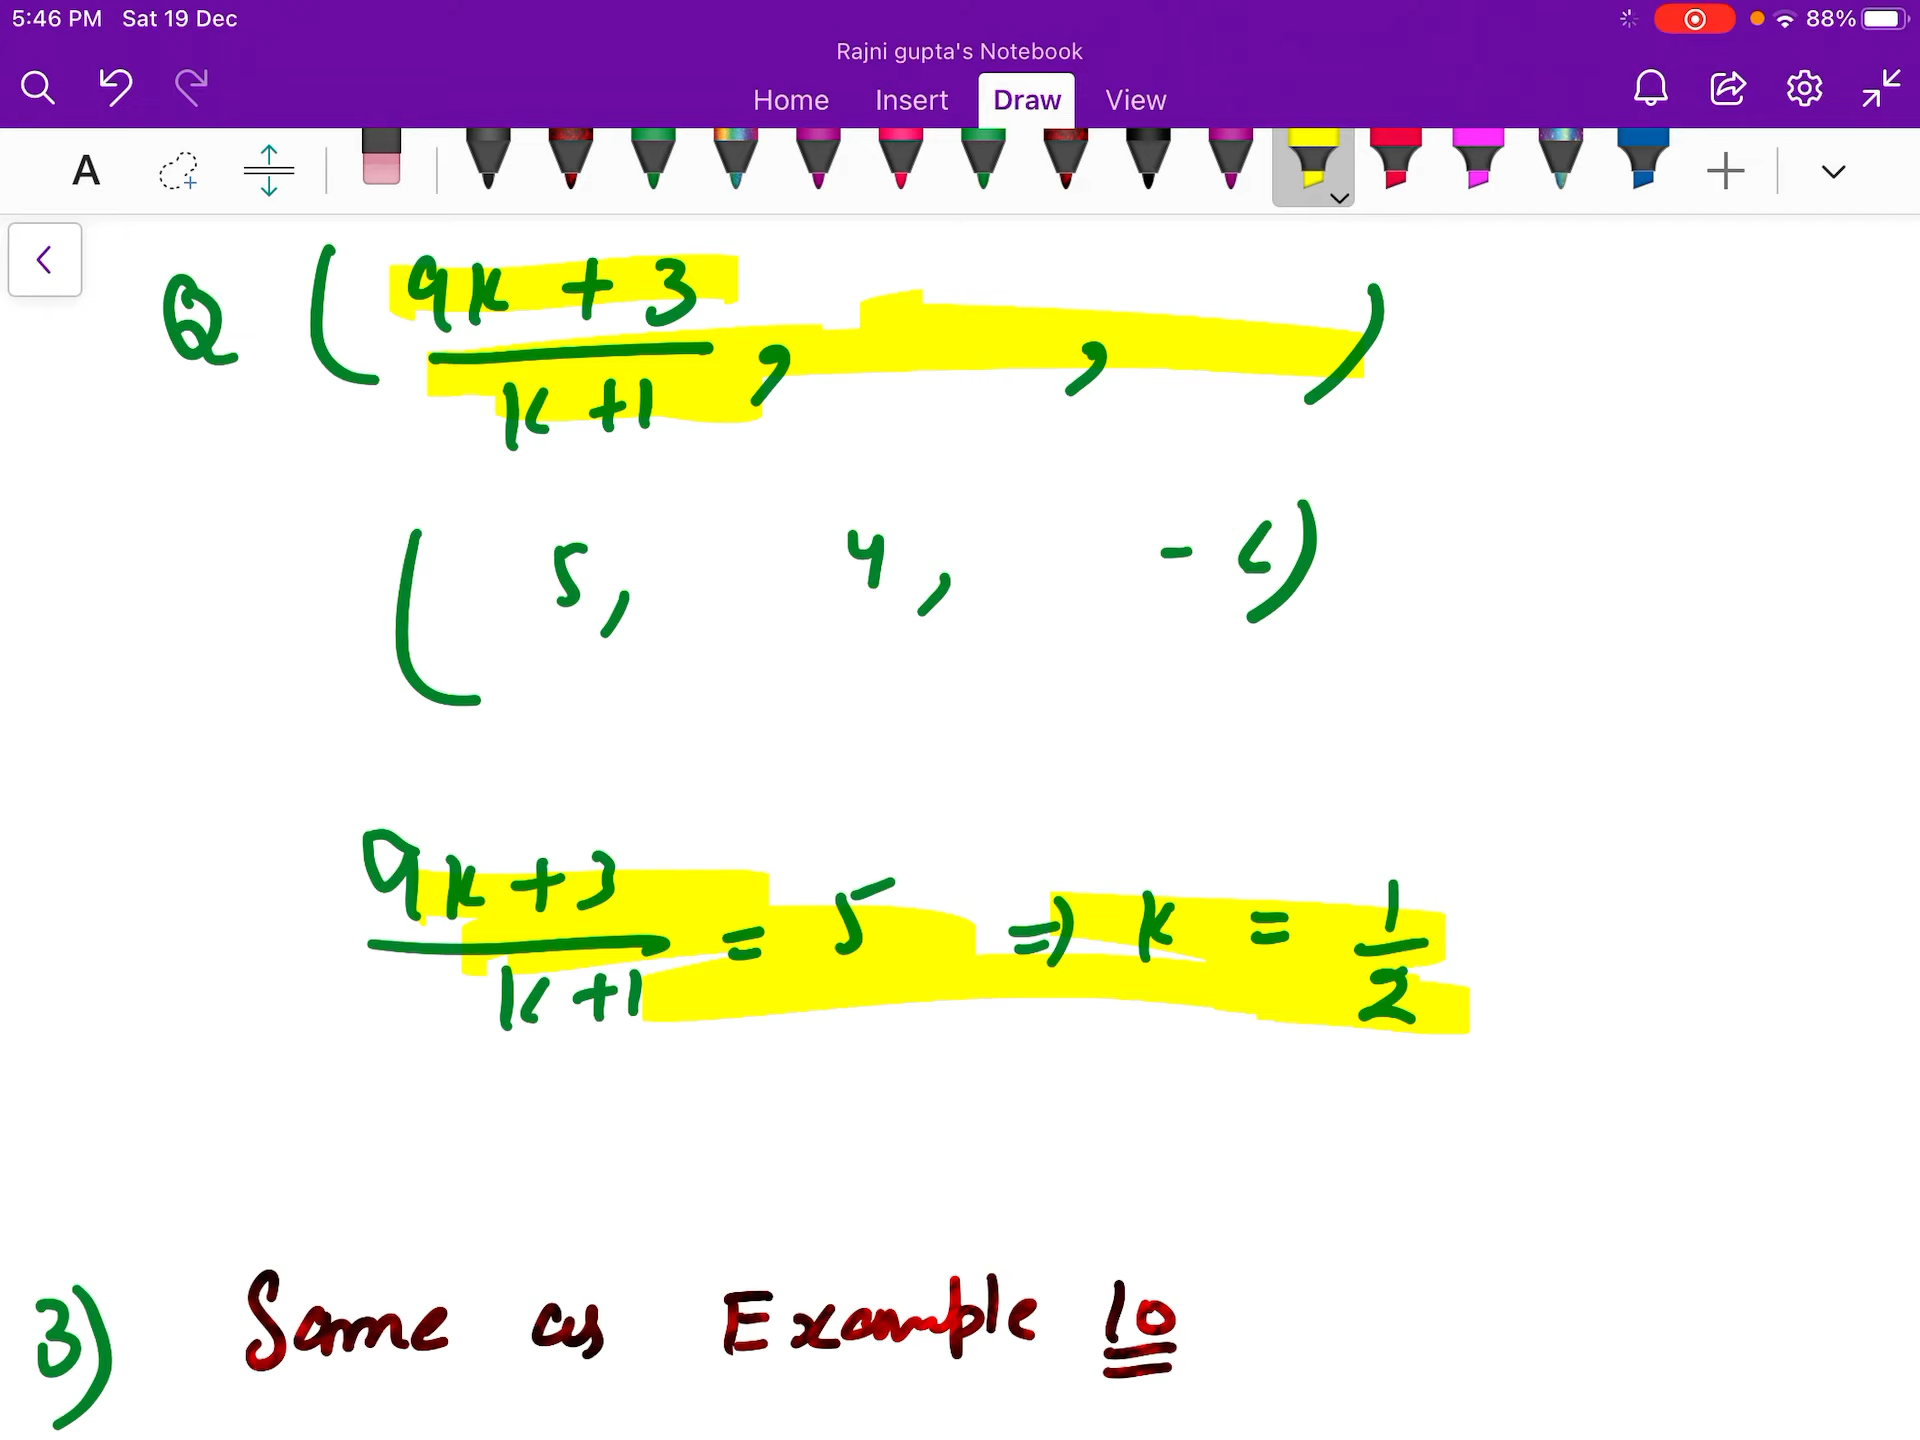 5:46 PM Sat 19 Dec 88%
Rajni gupta's Notebook
Home Insert Draw View
A
Q ( 9k + 3 / k + 1 , , )
( 5, 4, - 6 )
9k + 3 / k + 1 = 5 ⇒ k = 1 / 2
3) Same as Example 10